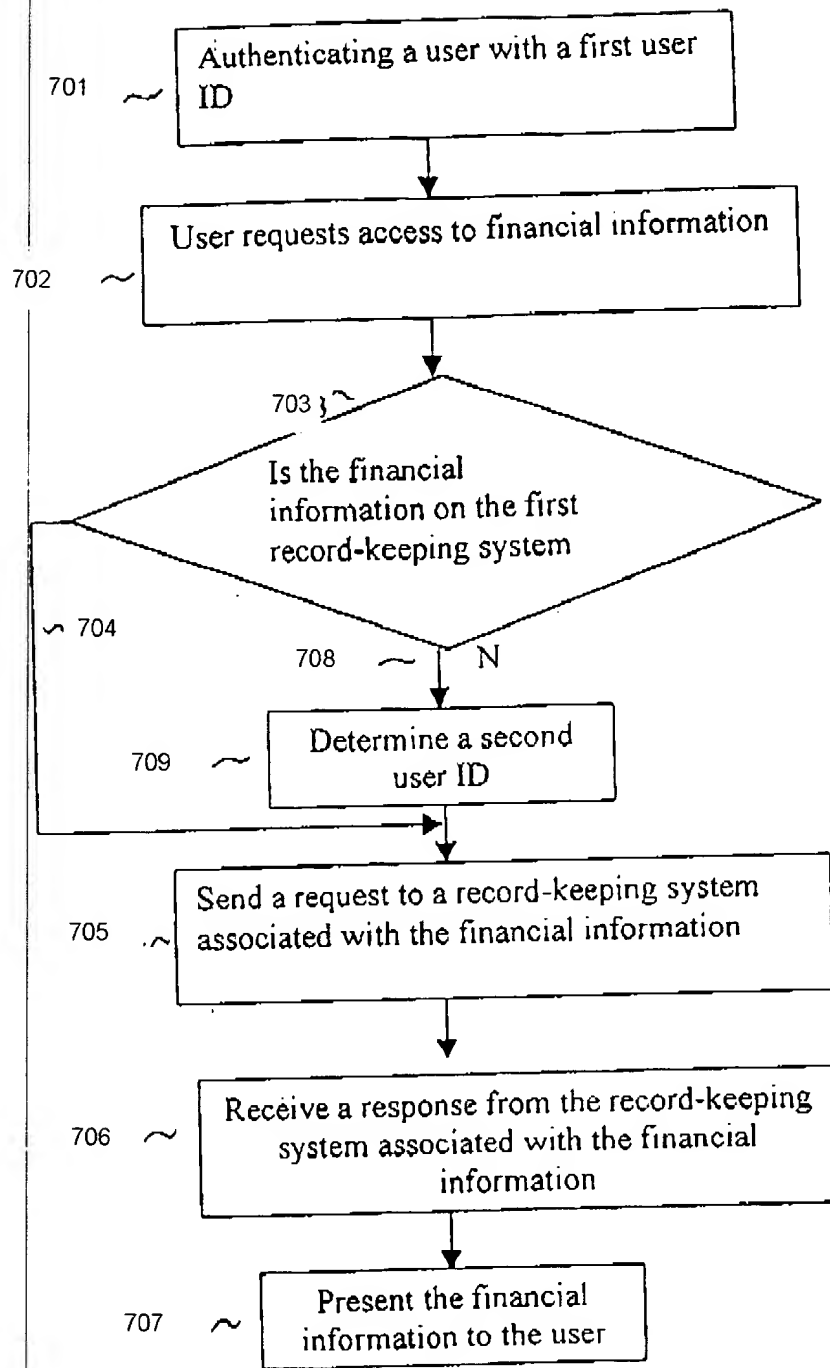 701
Authenticating a user with a first user
ID
702
User requests access to financial information
703
Is the financial
information on the first
record-keeping system
704
708
N
709
Determine a second
user ID
705
Send a request to a record-keeping system
associated with the financial information
706
Receive a response from the record-keeping
system associated with the financial
information
707
Present the financial
information to the user